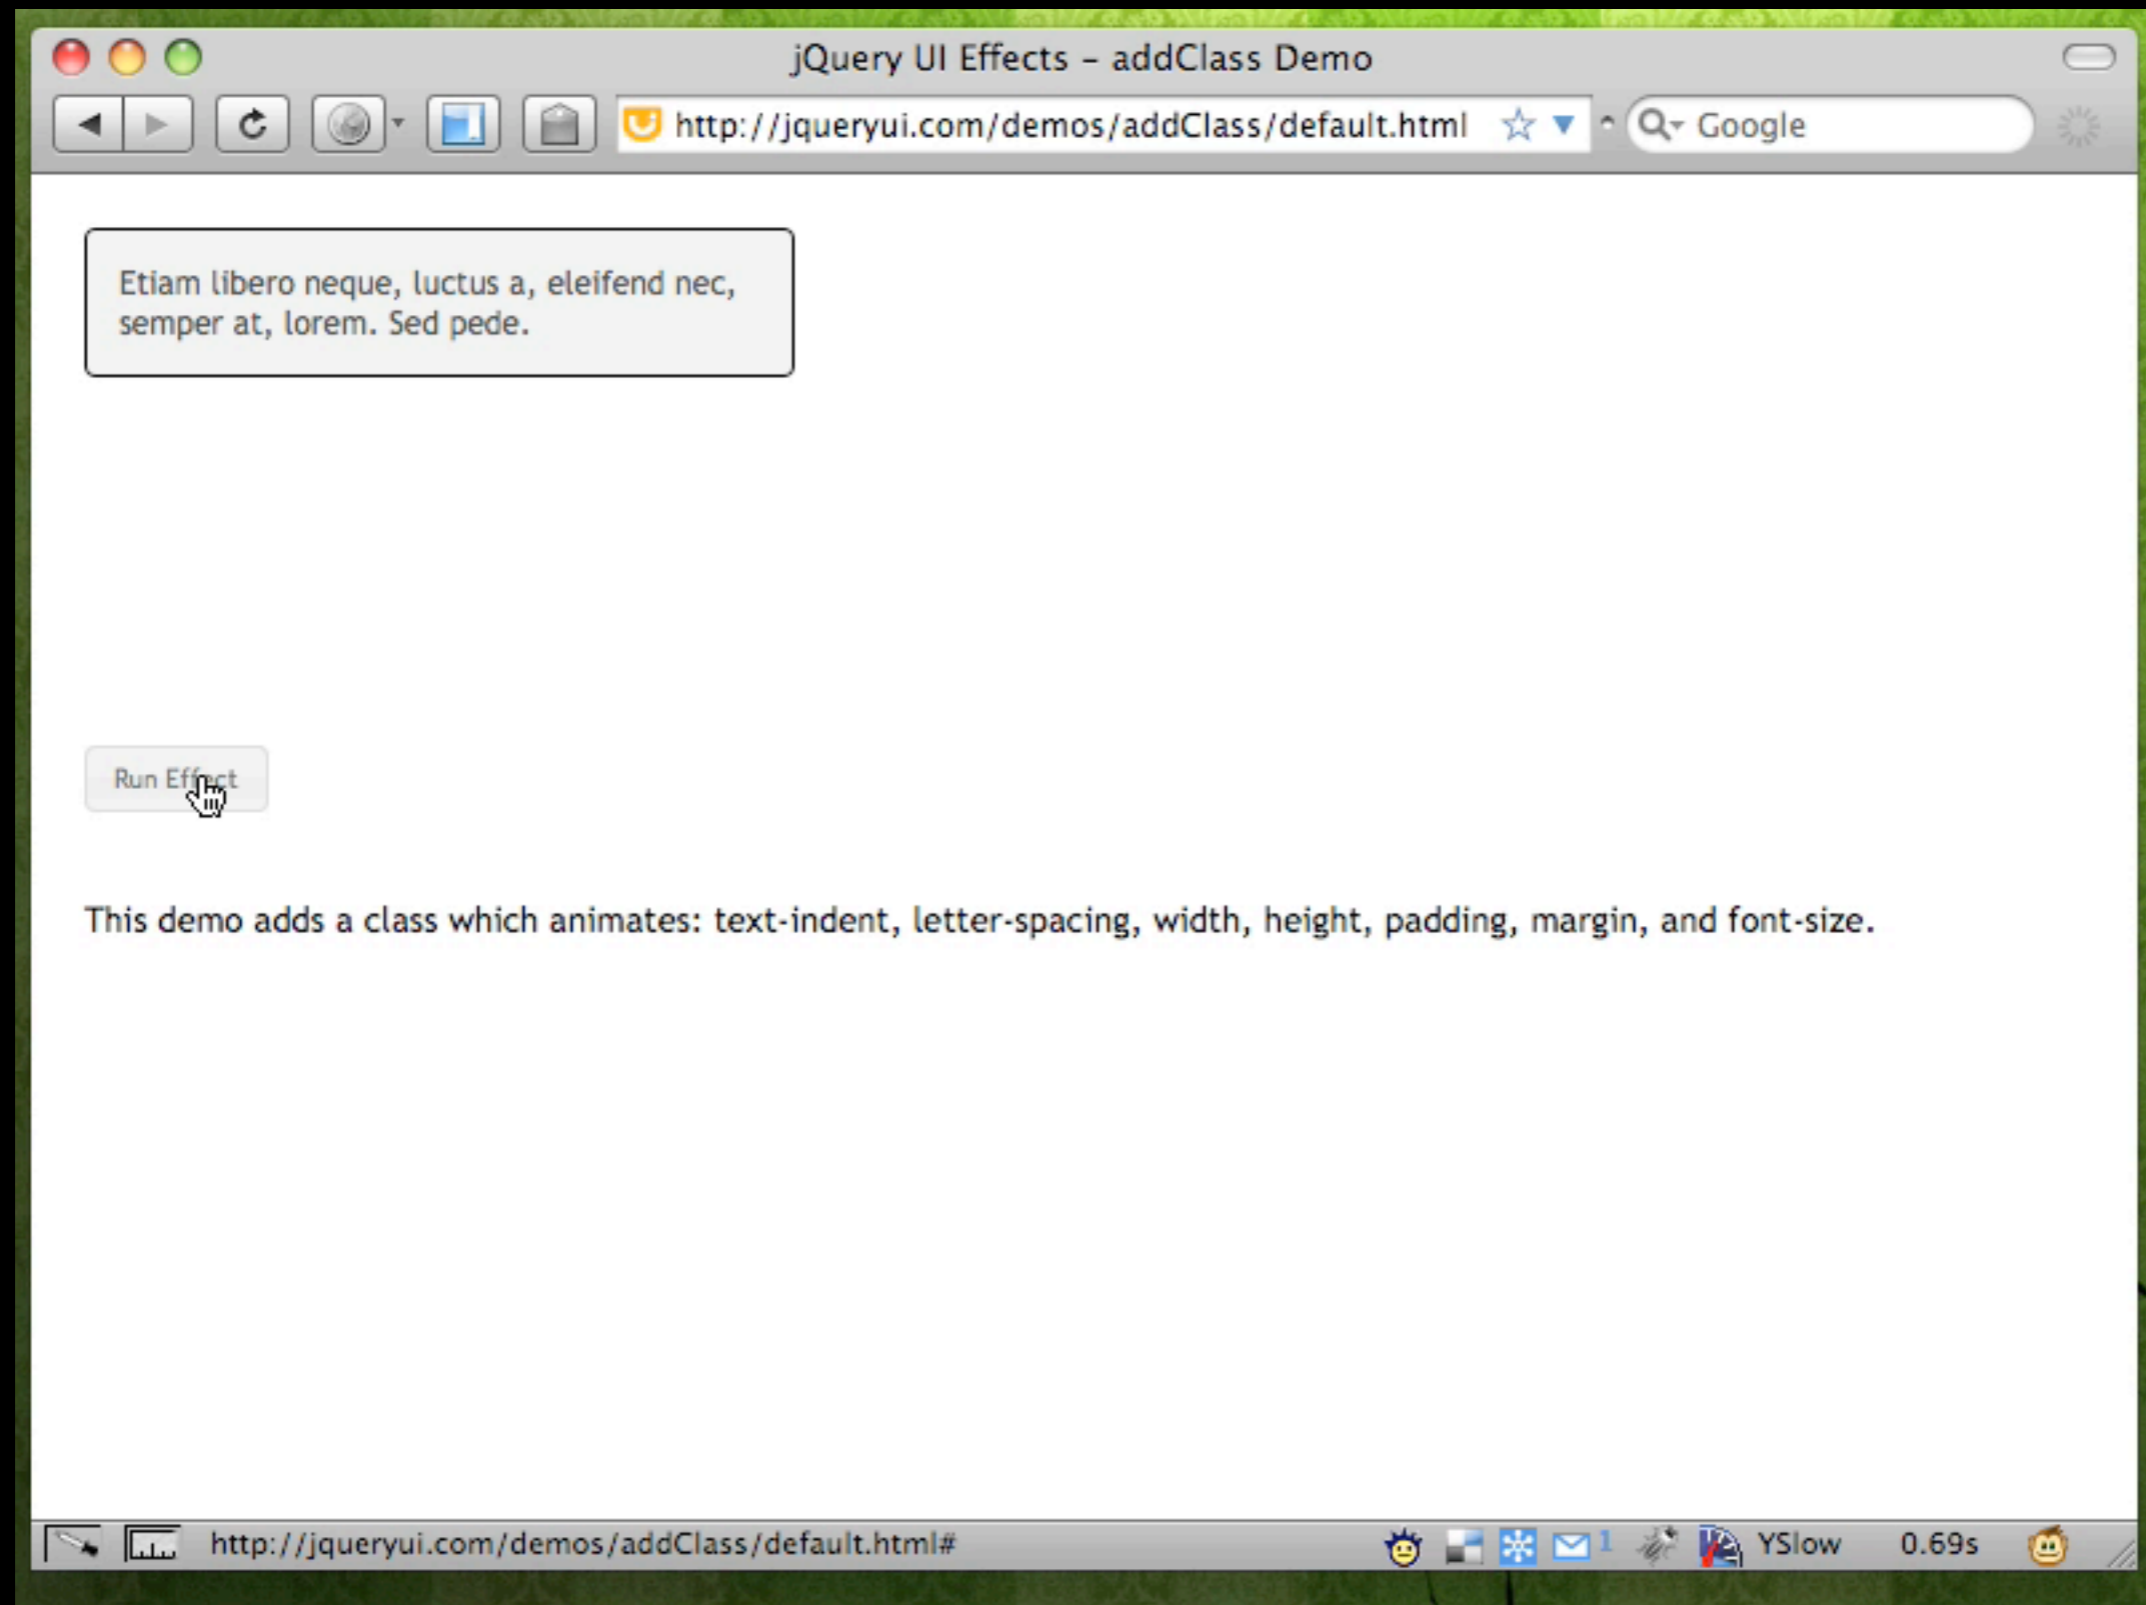 jQuery UI Effects – addClass Demo
http://jqueryui.com/demos/addClass/default.html
Google
Etiam libero neque, luctus a, eleifend nec,
semper at, lorem. Sed pede.
Run Effect
This demo adds a class which animates: text-indent, letter-spacing, width, height, padding, margin, and font-size.
http://jqueryui.com/demos/addClass/default.html#
1
YSlow
0.69s